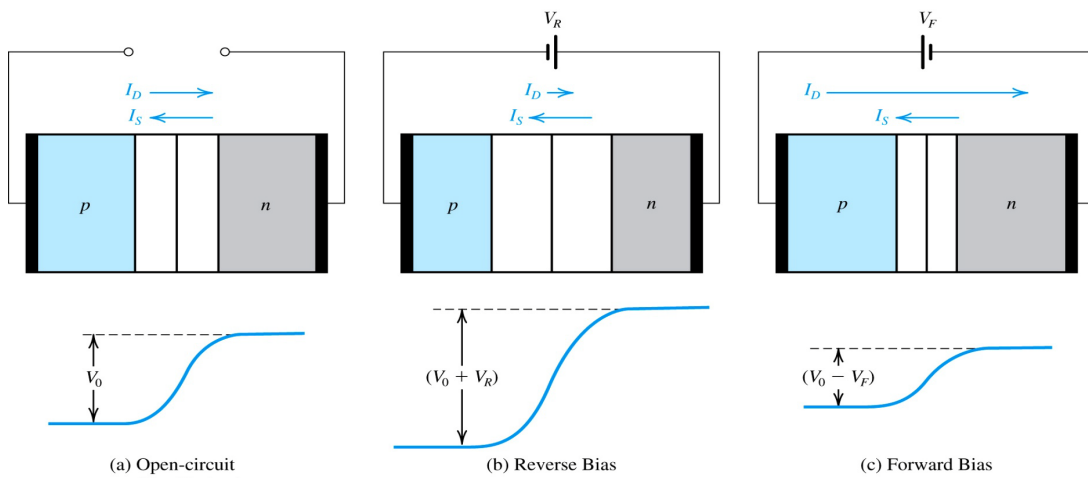 V_R
V_F
I_D
I_S
I_D
I_S
I_D
I_S
p
n
p
n
p
n
V_0
(V_0 + V_R)
(V_0 − V_F)
(a) Open-circuit
(b) Reverse Bias
(c) Forward Bias